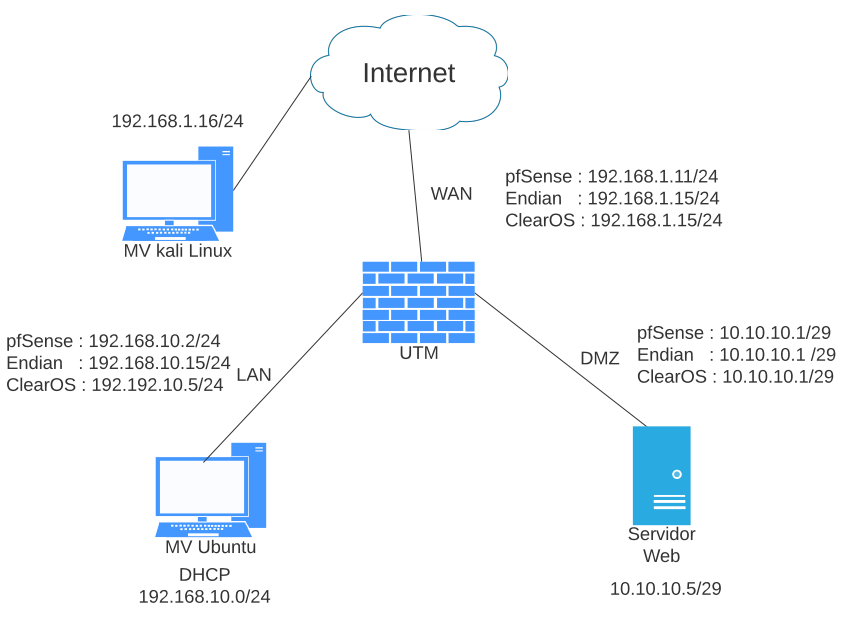 Internet
192.168.1.16/24
MV kali Linux
WAN
pfSense : 192.168.1.11/24
Endian : 192.168.1.15/24
ClearOS : 192.168.1.15/24
UTM
pfSense : 192.168.10.2/24
Endian : 192.168.10.15/24
ClearOS : 192.192.10.5/24
LAN
DMZ
pfSense : 10.10.10.1/29
Endian : 10.10.10.1 /29
ClearOS : 10.10.10.1/29
MV Ubuntu
DHCP
192.168.10.0/24
Servidor
Web
10.10.10.5/29